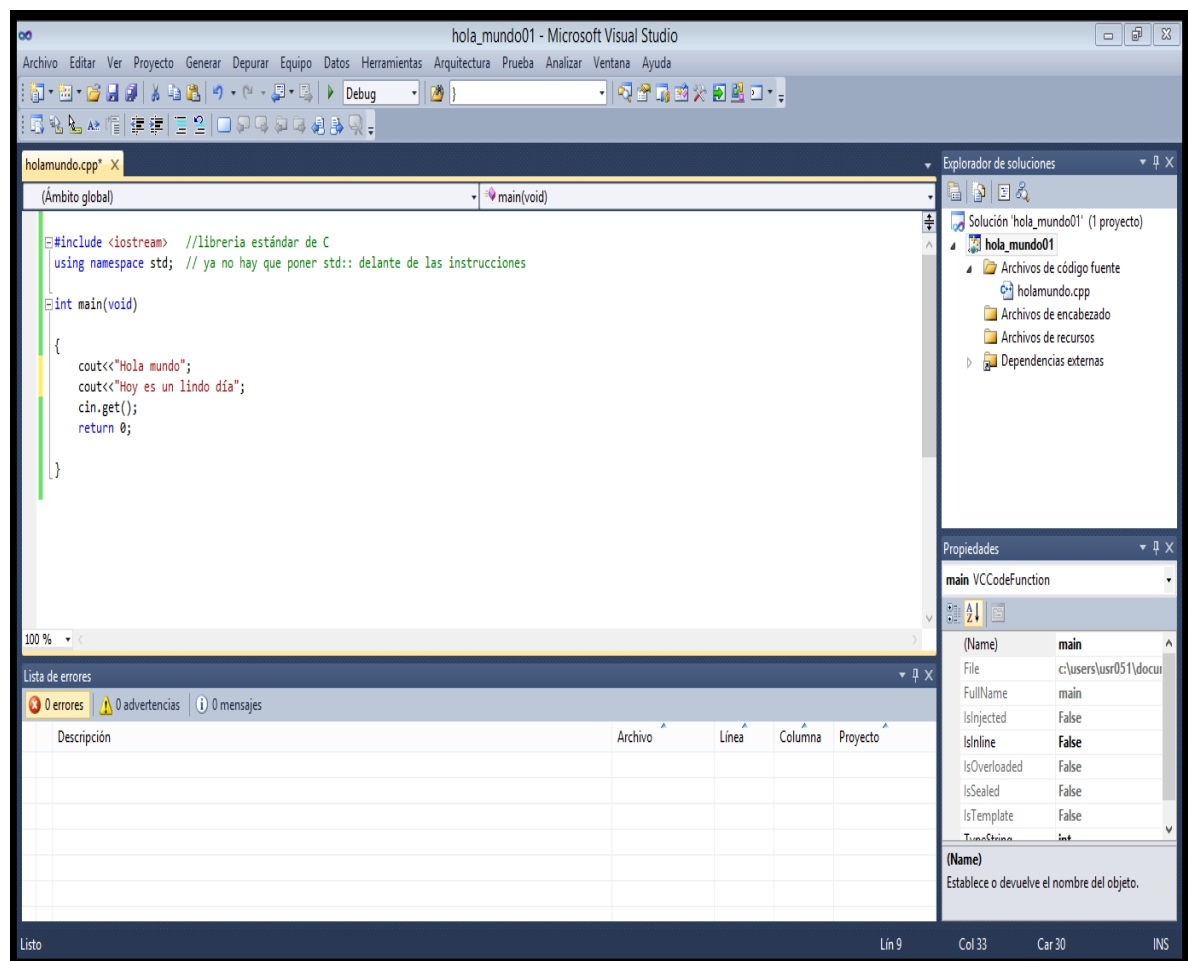 hola_mundo01 - Microsoft Visual Studio
Archivo Editar Ver Proyecto Generar Depurar Equipo Datos Herramientas Arquitectura Prueba Analizar Ventana Ayuda
Debug }
holamundo.cpp* X
(Ámbito global) main(void)
#include <iostream> //libreria estándar de C
using namespace std; // ya no hay que poner std:: delante de las instrucciones
int main(void)
{
cout<<"Hola mundo";
cout<<"Hoy es un lindo día";
cin.get();
return 0;
}
100 %
Lista de errores
0 errores 0 advertencias 0 mensajes
Descripción Archivo Línea Columna Proyecto
Explorador de soluciones
Solución 'hola_mundo01' (1 proyecto)
hola_mundo01
Archivos de código fuente
holamundo.cpp
Archivos de encabezado
Archivos de recursos
Dependencias externas
Propiedades
main VCCodeFunction
(Name) main
File c:\users\usr051\docum
FullName main
IsInjected False
IsInline False
IsOverloaded False
IsSealed False
IsTemplate False
TypeString int
(Name)
Establece o devuelve el nombre del objeto.
Listo Lín 9 Col 33 Car 30 INS